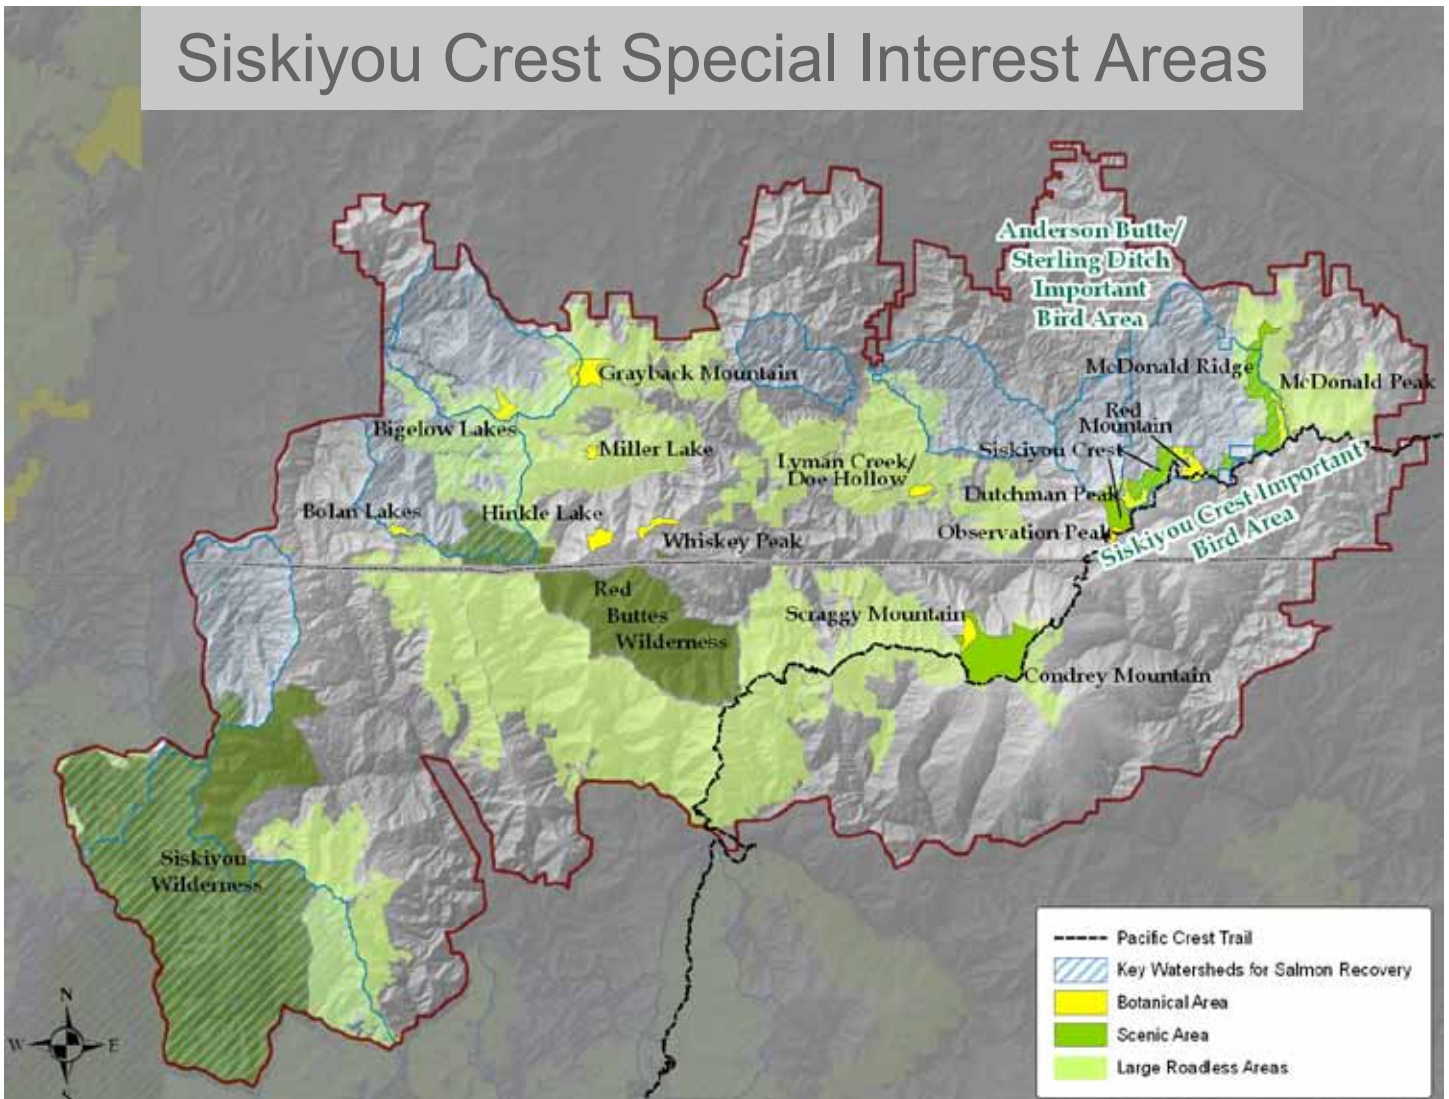 Siskiyou Crest Special Interest Areas
Anderson Butte/
Sterling Ditch
Important
Bird Area
McDonald Ridge
McDonald Peak
Grayback Mountain
Red
Mountain
Bigelow Lakes
Miller Lake
Siskiyou Crest
Lyman Creek/
Doe Hollow
Dutchman Peak
Siskiyou Crest Important
Bird Area
Bolan Lakes
Hinkle Lake
Whiskey Peak
Observation Peak
Red
Buttes
Wilderness
Scraggy Mountain
Condrey Mountain
Siskiyou
Wilderness
Pacific Crest Trail
Key Watersheds for Salmon Recovery
Botanical Area
Scenic Area
Large Roadless Areas
N
W
E
S